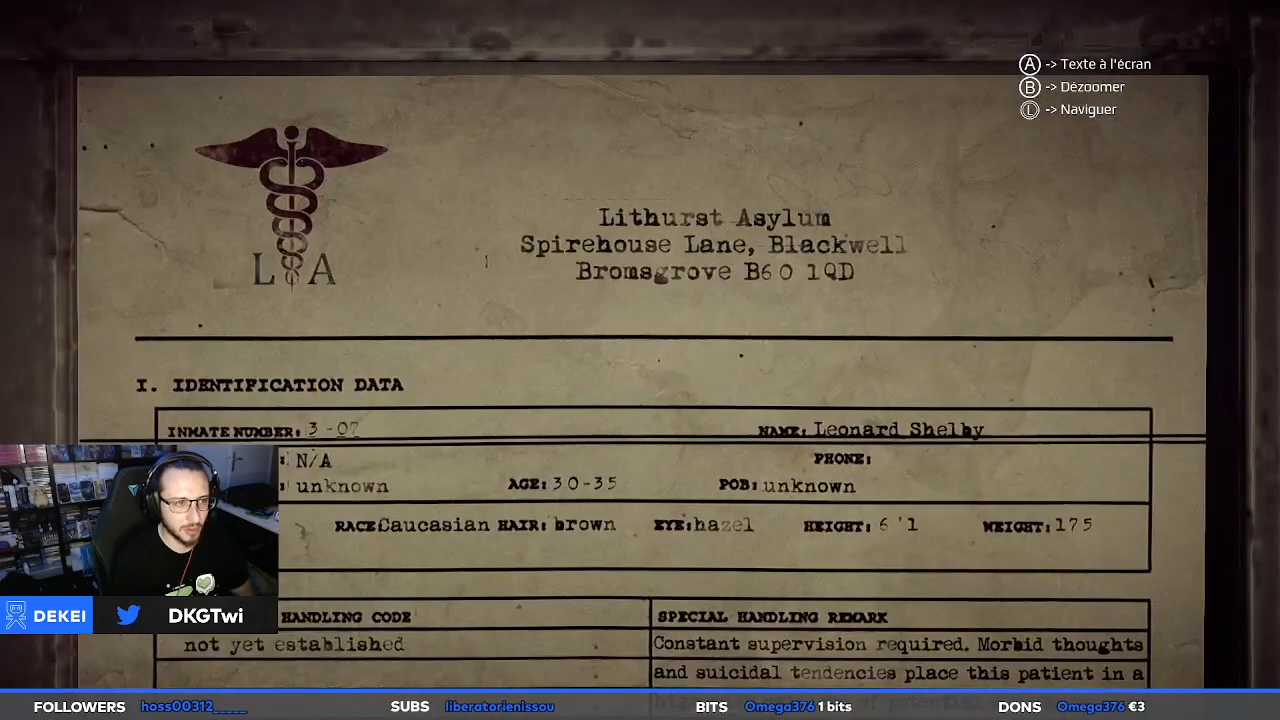 -> Texte à l'écran
-> Dézoomer
-> Naviguer
A
B
L
L A
Lithurst Asylum
Spirehouse Lane, Blackwell
Bromsgrove B60 1QD
I. IDENTIFICATION DATA
INMATE NUMBER: 3-07 NAME: Leonard Shelby
: N/A PHONE:
: unknown AGE: 30-35 POB: unknown
RACE Caucasian HAIR: brown EYE: hazel HEIGHT: 6'1 WEIGHT: 175
HANDLING CODE SPECIAL HANDLING REMARK
not yet established Constant supervision required. Morbid thoughts
and suicidal tendencies place this patient in a
DEKEI DKGTwi
FOLLOWERS hoss00312_____ SUBS liberatorienissou BITS Omega376 1 bits DONS Omega376 €3